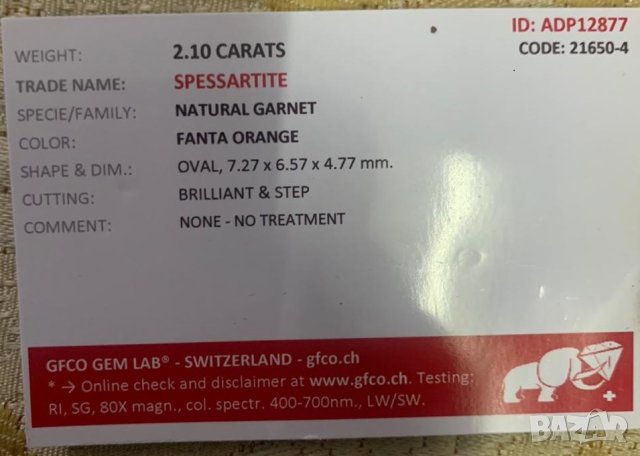 ID: ADP12877
CODE: 21650-4
WEIGHT: 2.10 CARATS
TRADE NAME: SPESSARTITE
SPECIE/FAMILY: NATURAL GARNET
COLOR: FANTA ORANGE
SHAPE & DIM.: OVAL, 7.27 x 6.57 x 4.77 mm.
CUTTING: BRILLIANT & STEP
COMMENT: NONE - NO TREATMENT
GFCO GEM LAB® - SWITZERLAND - gfco.ch
* → Online check and disclaimer at www.gfco.ch. Testing:
RI, SG, 80X magn., col. spectr. 400-700nm., LW/SW.
BAZAR